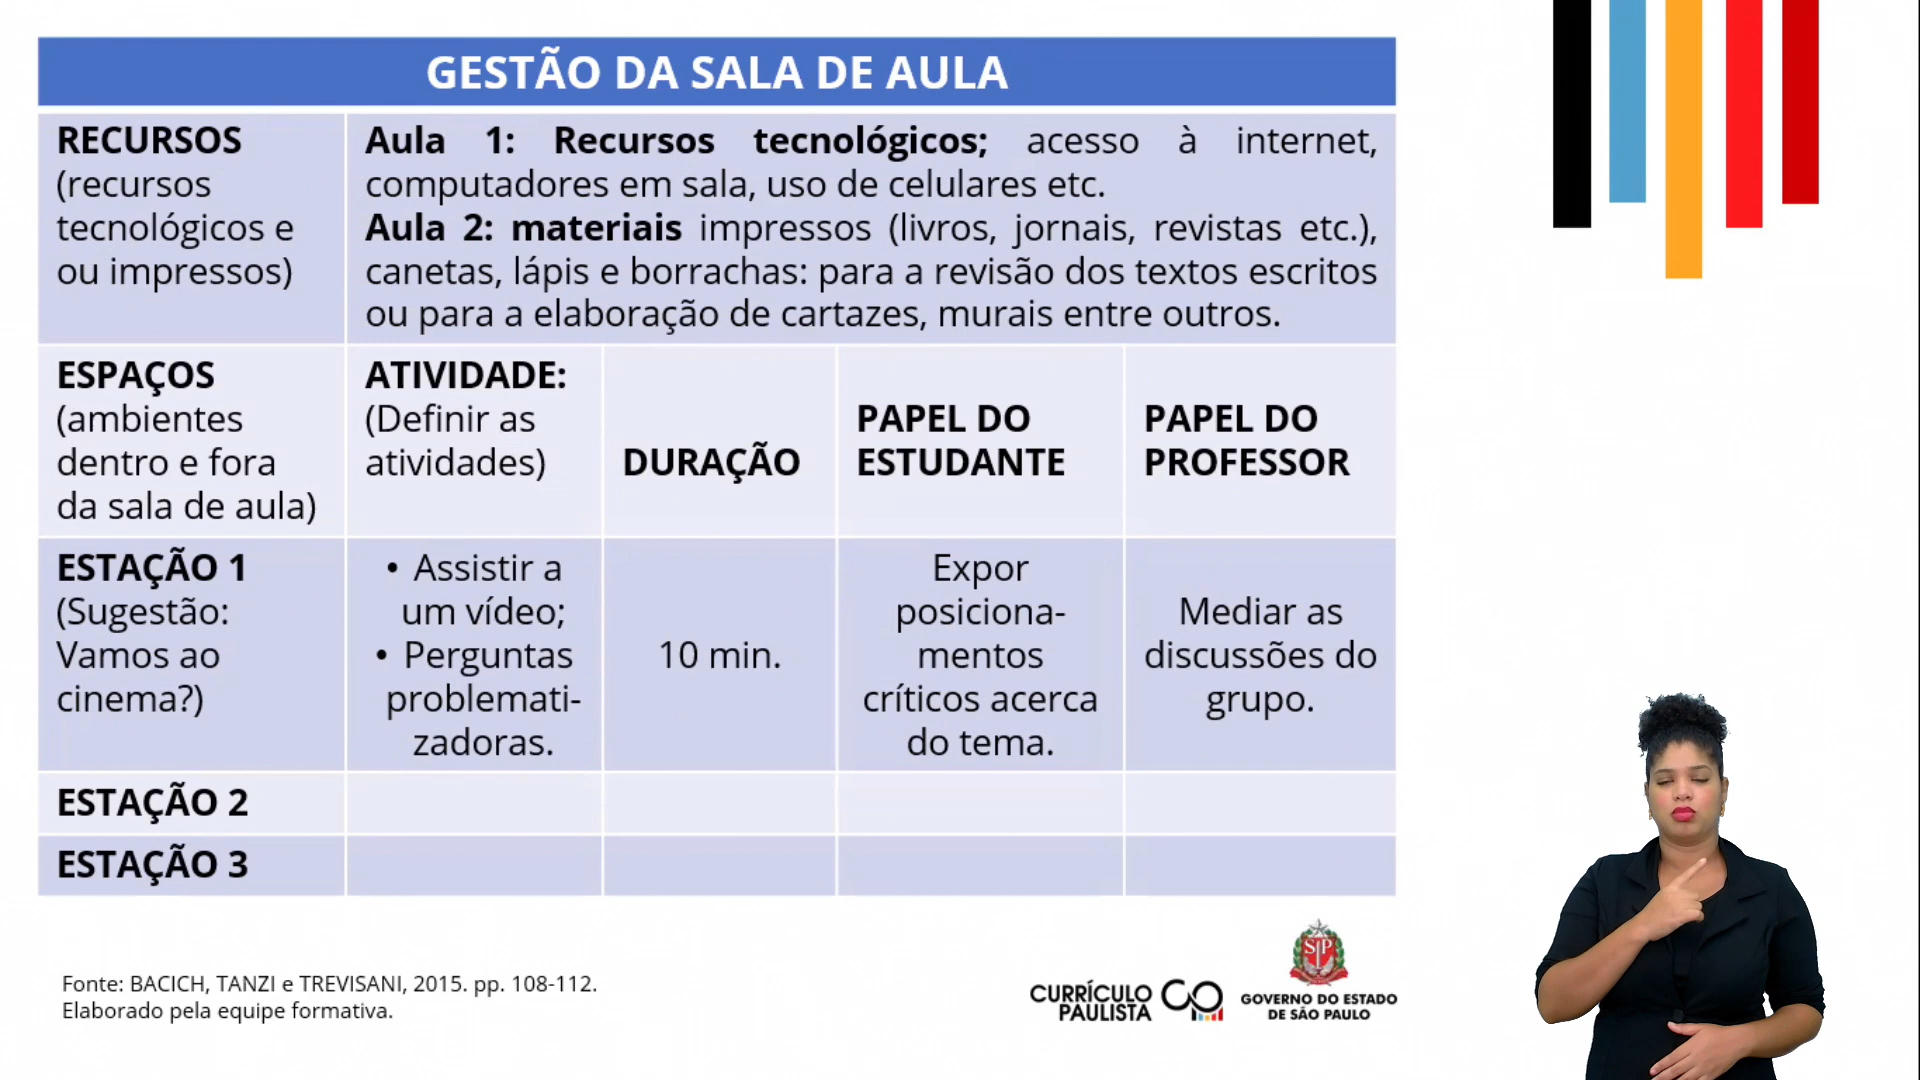 GESTÃO DA SALA DE AULA
RECURSOS
(recursos
tecnológicos e
ou impressos)
Aula 1: Recursos tecnológicos; acesso à internet,
computadores em sala, uso de celulares etc.
Aula 2: materiais impressos (livros, jornais, revistas etc.),
canetas, lápis e borrachas: para a revisão dos textos escritos
ou para a elaboração de cartazes, murais entre outros.
ESPAÇOS
(ambientes
dentro e fora
da sala de aula)
ATIVIDADE:
(Definir as
atividades)
DURAÇÃO
PAPEL DO
ESTUDANTE
PAPEL DO
PROFESSOR
ESTAÇÃO 1
(Sugestão:
Vamos ao
cinema?)
• Assistir a
um vídeo;
• Perguntas
problemati-
zadoras.
10 min.
Expor
posiciona-
mentos
críticos acerca
do tema.
Mediar as
discussões do
grupo.
ESTAÇÃO 2
ESTAÇÃO 3
Fonte: BACICH, TANZI e TREVISANI, 2015. pp. 108-112.
Elaborado pela equipe formativa.
CURRÍCULO
PAULISTA
SP
GOVERNO DO ESTADO
DE SÃO PAULO